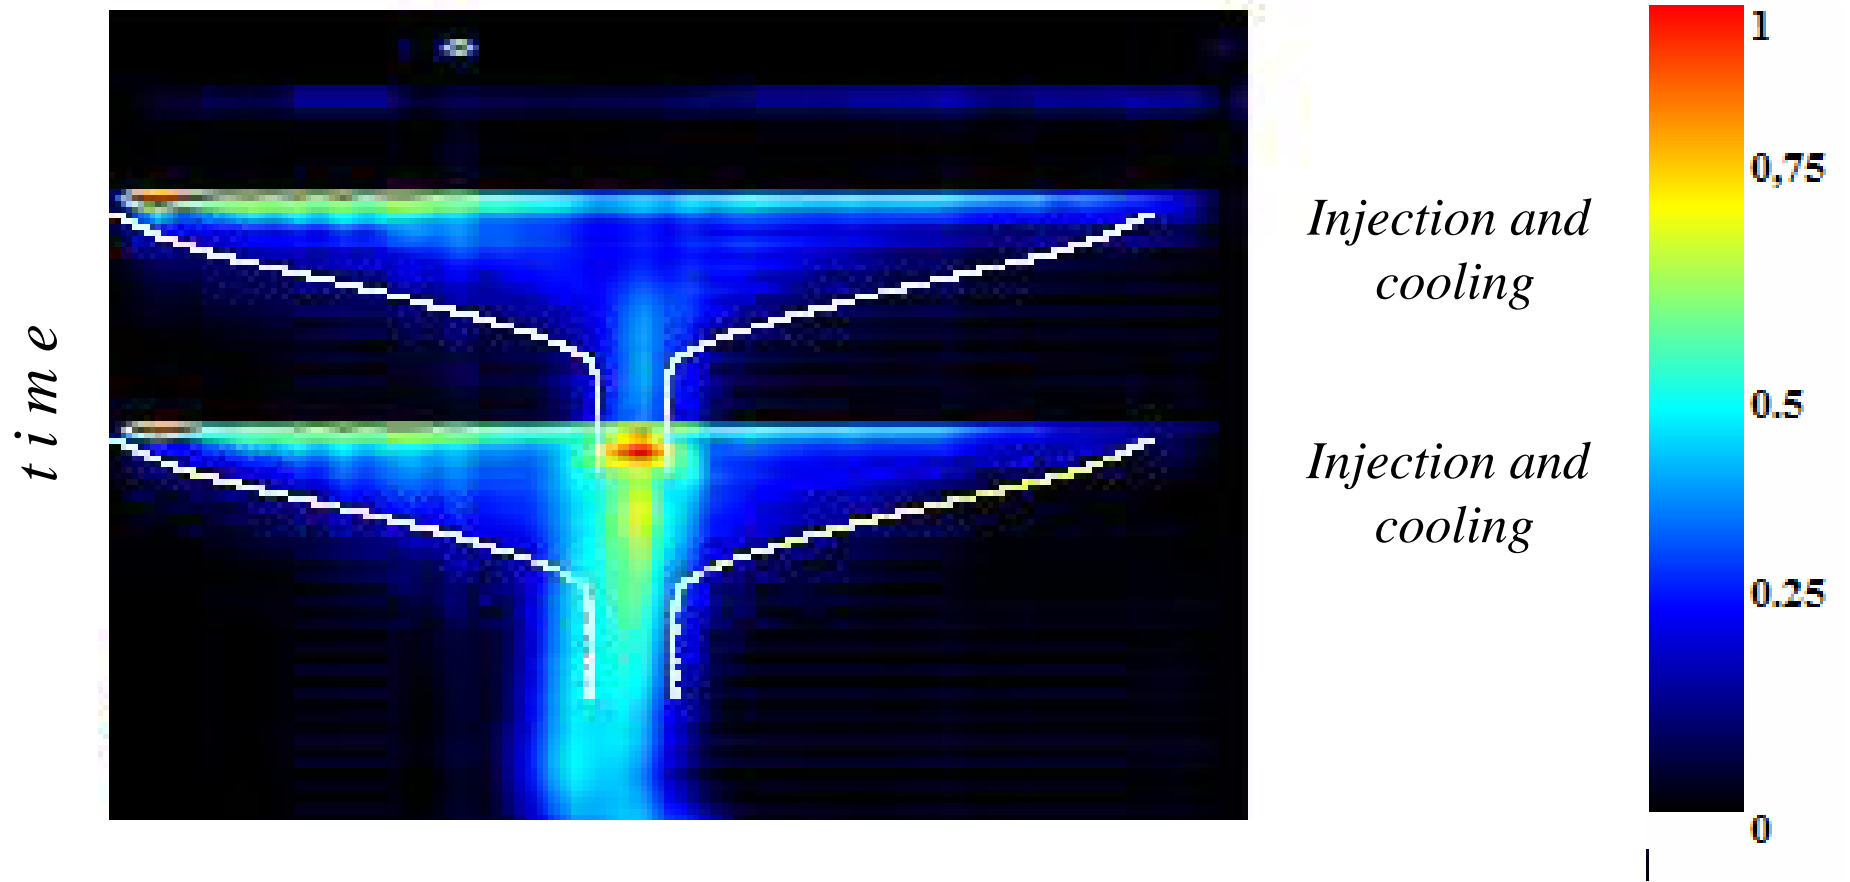 time
Injection and
cooling
Injection and
cooling
1
0,75
0.5
0.25
0